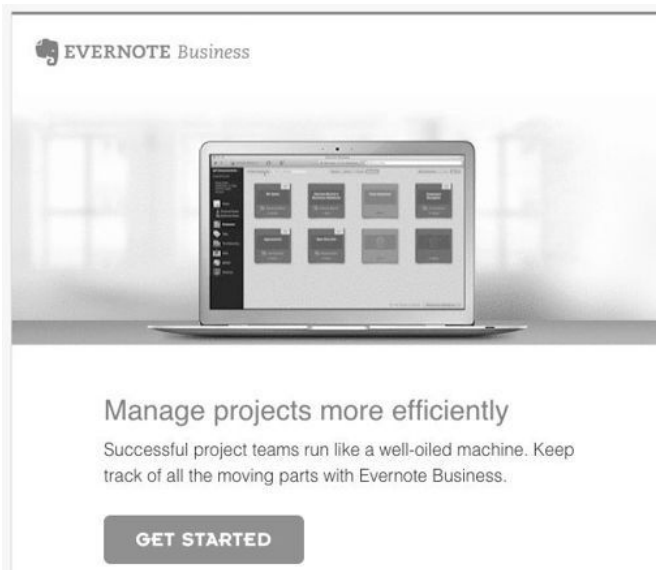 EVERNOTE Business
Manage projects more efficiently
Successful project teams run like a well-oiled machine. Keep
track of all the moving parts with Evernote Business.
GET STARTED